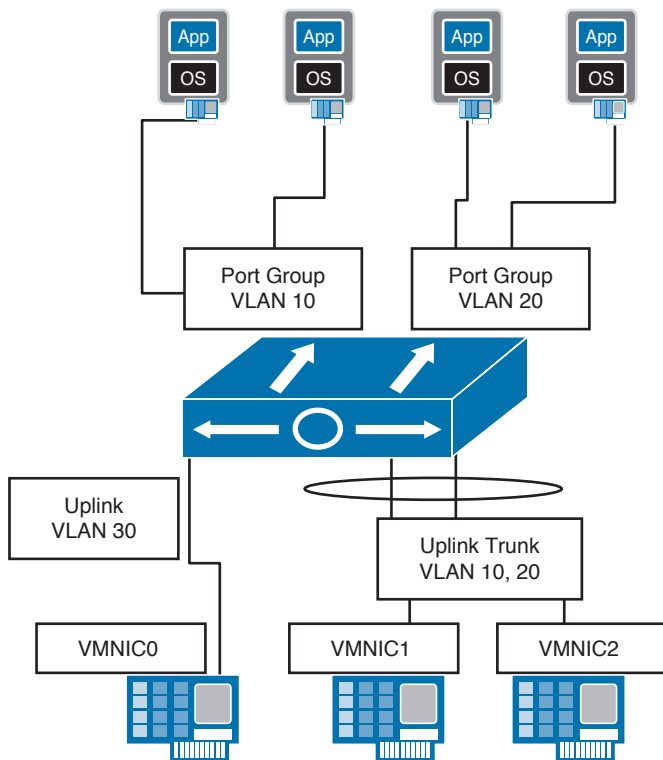 App
OS
App
OS
App
OS
App
OS
Port Group
VLAN 10
Port Group
VLAN 20
Uplink
VLAN 30
Uplink Trunk
VLAN 10, 20
VMNIC0
VMNIC1
VMNIC2